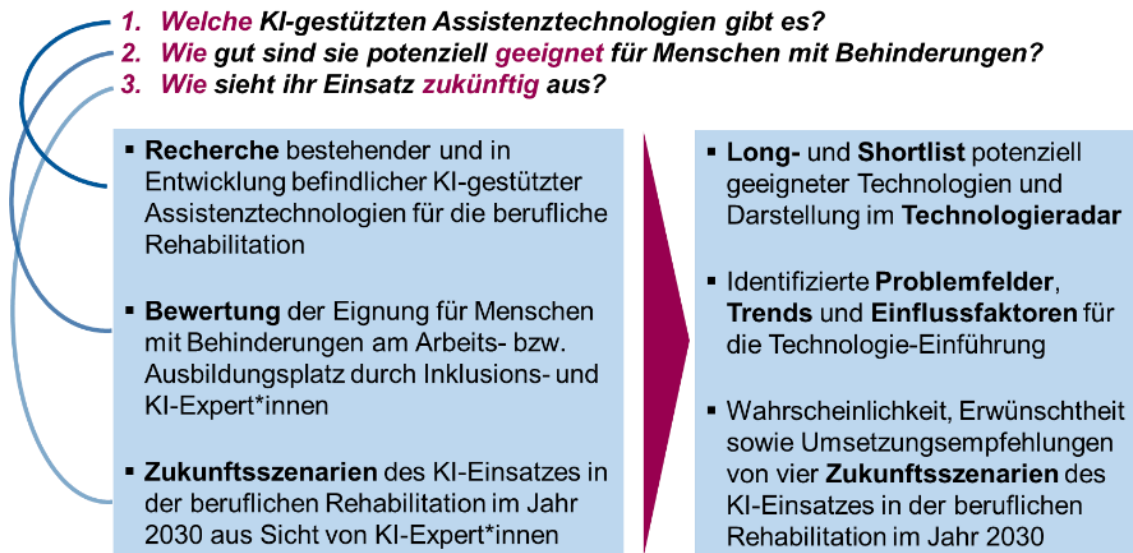 1. Welche KI-gestützten Assistenztechnologien gibt es?
2. Wie gut sind sie potenziell geeignet für Menschen mit Behinderungen?
3. Wie sieht ihr Einsatz zukünftig aus?
▪ Recherche bestehender und in
Entwicklung befindlicher KI-gestützter
Assistenztechnologien für die berufliche
Rehabilitation
▪ Bewertung der Eignung für Menschen
mit Behinderungen am Arbeits- bzw.
Ausbildungsplatz durch Inklusions- und
KI-Expert*innen
▪ Zukunftsszenarien des KI-Einsatzes in
der beruflichen Rehabilitation im Jahr
2030 aus Sicht von KI-Expert*innen
▪ Long- und Shortlist potenziell
geeigneter Technologien und
Darstellung im Technologieradar
▪ Identifizierte Problemfelder,
Trends und Einflussfaktoren für
die Technologie-Einführung
▪ Wahrscheinlichkeit, Erwünschtheit
sowie Umsetzungsempfehlungen
von vier Zukunftsszenarien des
KI-Einsatzes in der beruflichen
Rehabilitation im Jahr 2030